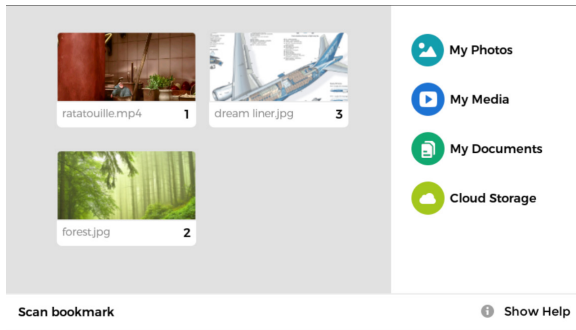 ratatouille.mp4 1
dream liner.jpg 3
forest.jpg 2
My Photos
My Media
My Documents
Cloud Storage
Scan bookmark
Show Help